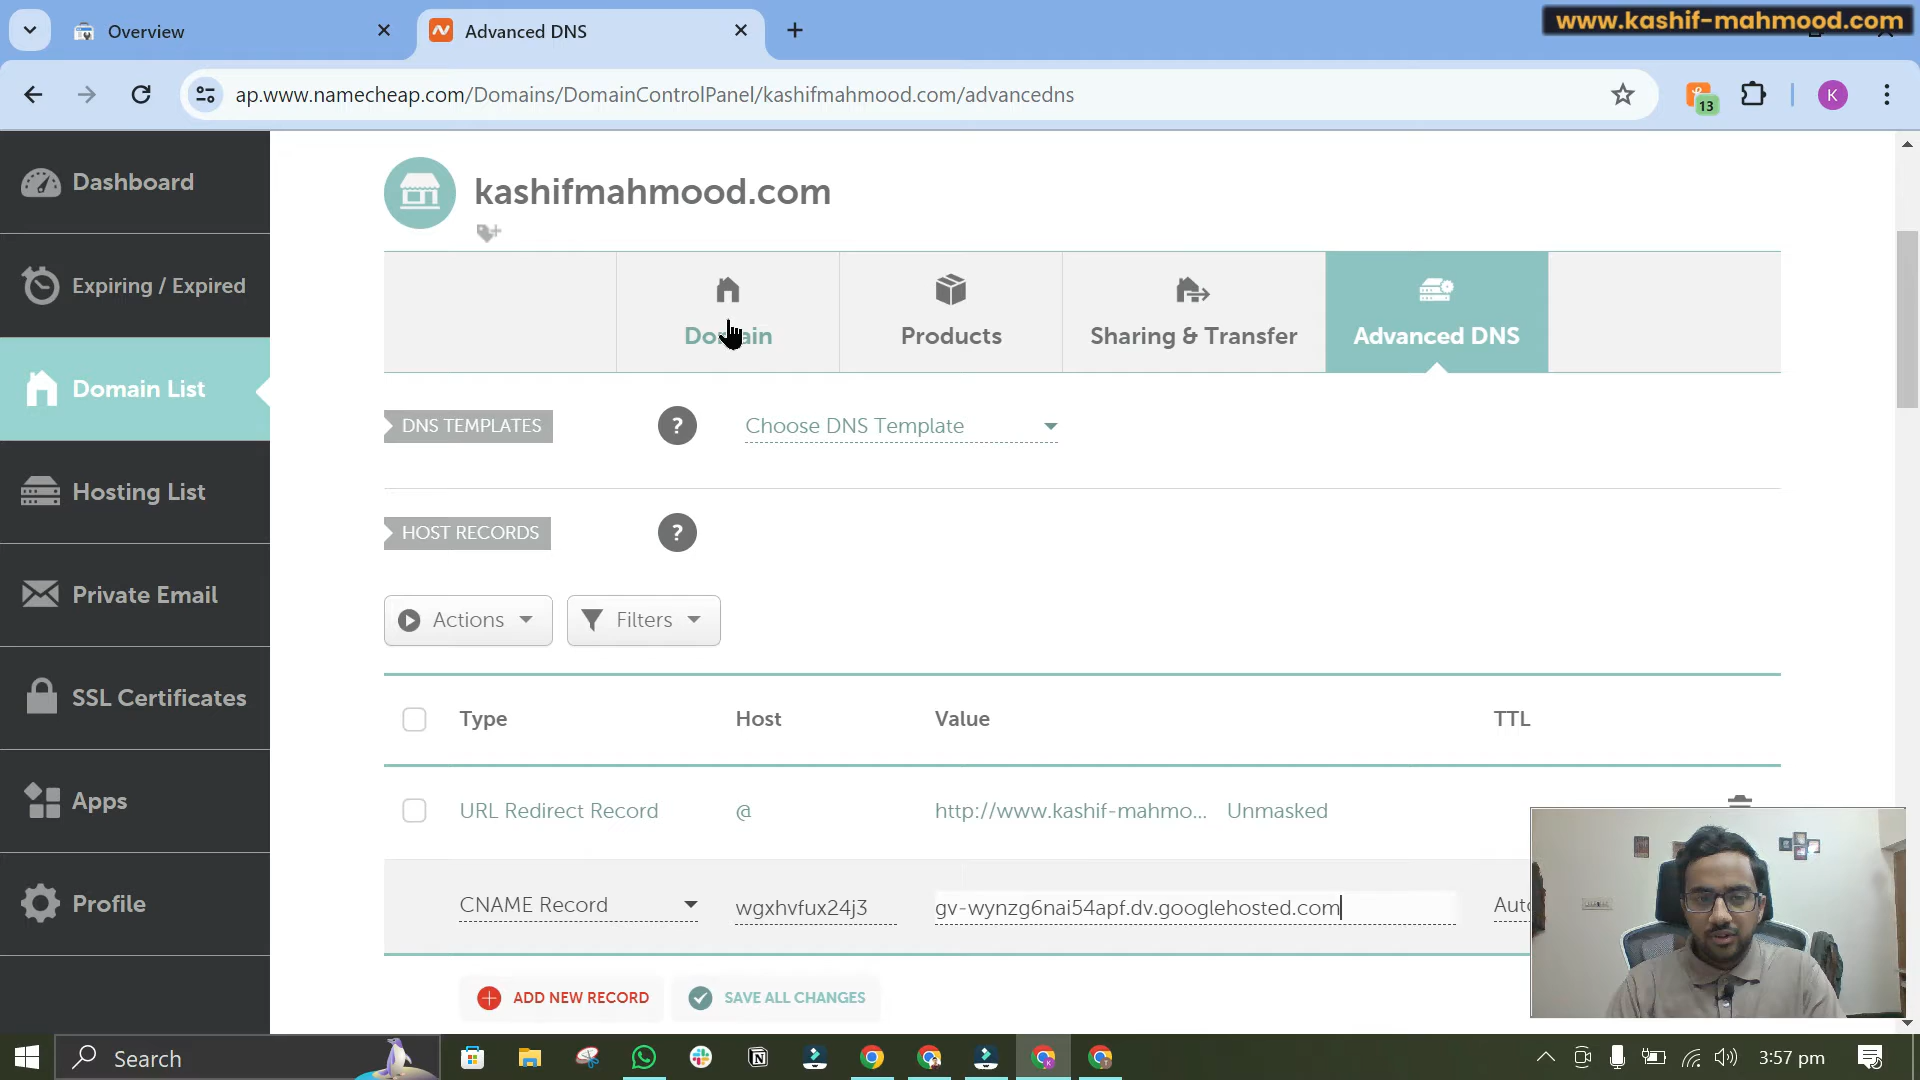 Overview
Advanced DNS
www.kashif-mahmood.com
ap.www.namecheap.com/Domains/DomainControlPanel/kashifmahmood.com/advancedns
13
K
Dashboard
Expiring / Expired
Domain List
Hosting List
Private Email
SSL Certificates
Apps
Profile
kashifmahmood.com
Domain
Products
Sharing & Transfer
Advanced DNS
DNS TEMPLATES
?
Choose DNS Template
HOST RECORDS
?
Actions
Filters
Type Host Value TTL
URL Redirect Record @ http://www.kashif-mahmo... Unmasked
CNAME Record wgxhvfux24j3 gv-wynzg6nai54apf.dv.googlehosted.com
ADD NEW RECORD
SAVE ALL CHANGES
Search
3:57 pm